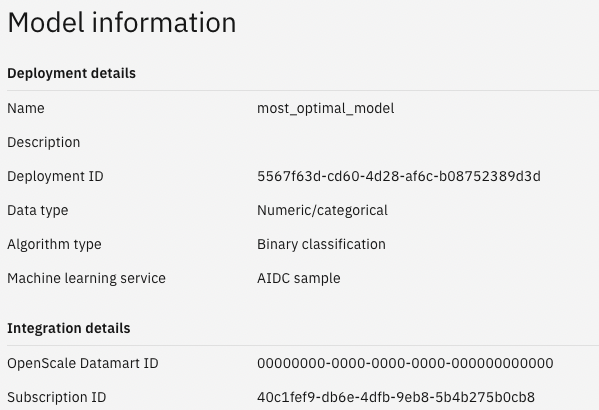 Model information
Deployment details
Name most_optimal_model
Description
Deployment ID 5567f63d-cd60-4d28-af6c-b08752389d3d
Data type Numeric/categorical
Algorithm type Binary classification
Machine learning service AIDC sample
Integration details
OpenScale Datamart ID 00000000-0000-0000-0000-000000000000
Subscription ID 40c1fef9-db6e-4dfb-9eb8-5b4b275b0cb8